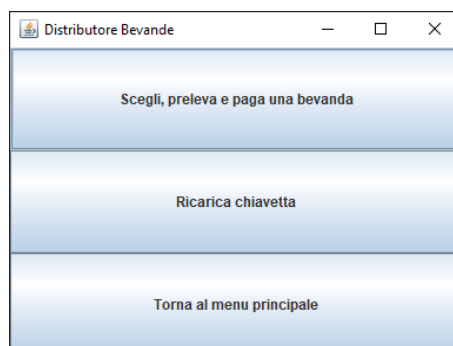 Distributore Bevande
Scegli, preleva e paga una bevanda
Ricarica chiavetta
Torna al menu principale